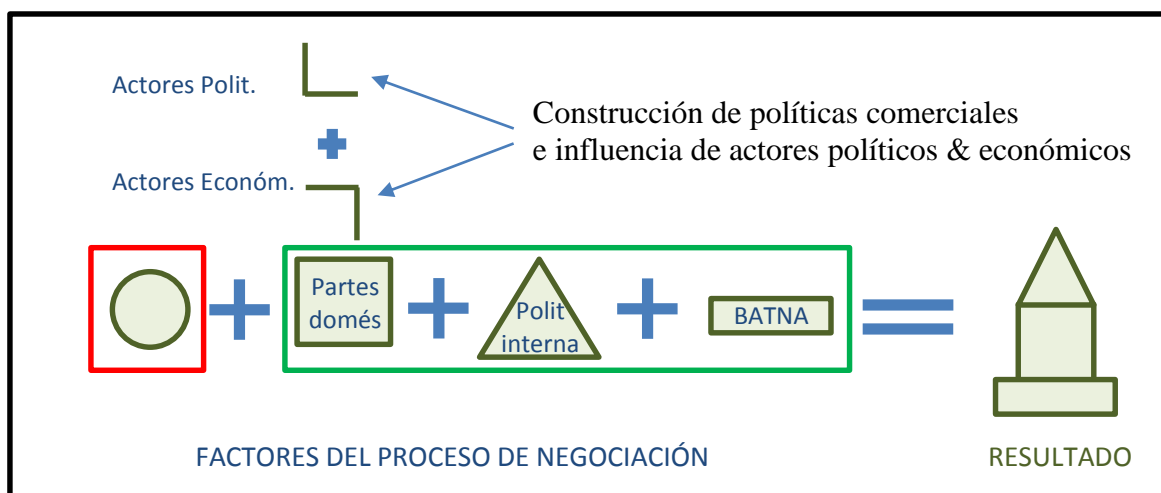 Actores Polit.
Construcción de políticas comerciales
e influencia de actores políticos & económicos
Actores Económ.
Partes
domés
Polit
interna
BATNA
FACTORES DEL PROCESO DE NEGOCIACIÓN
RESULTADO